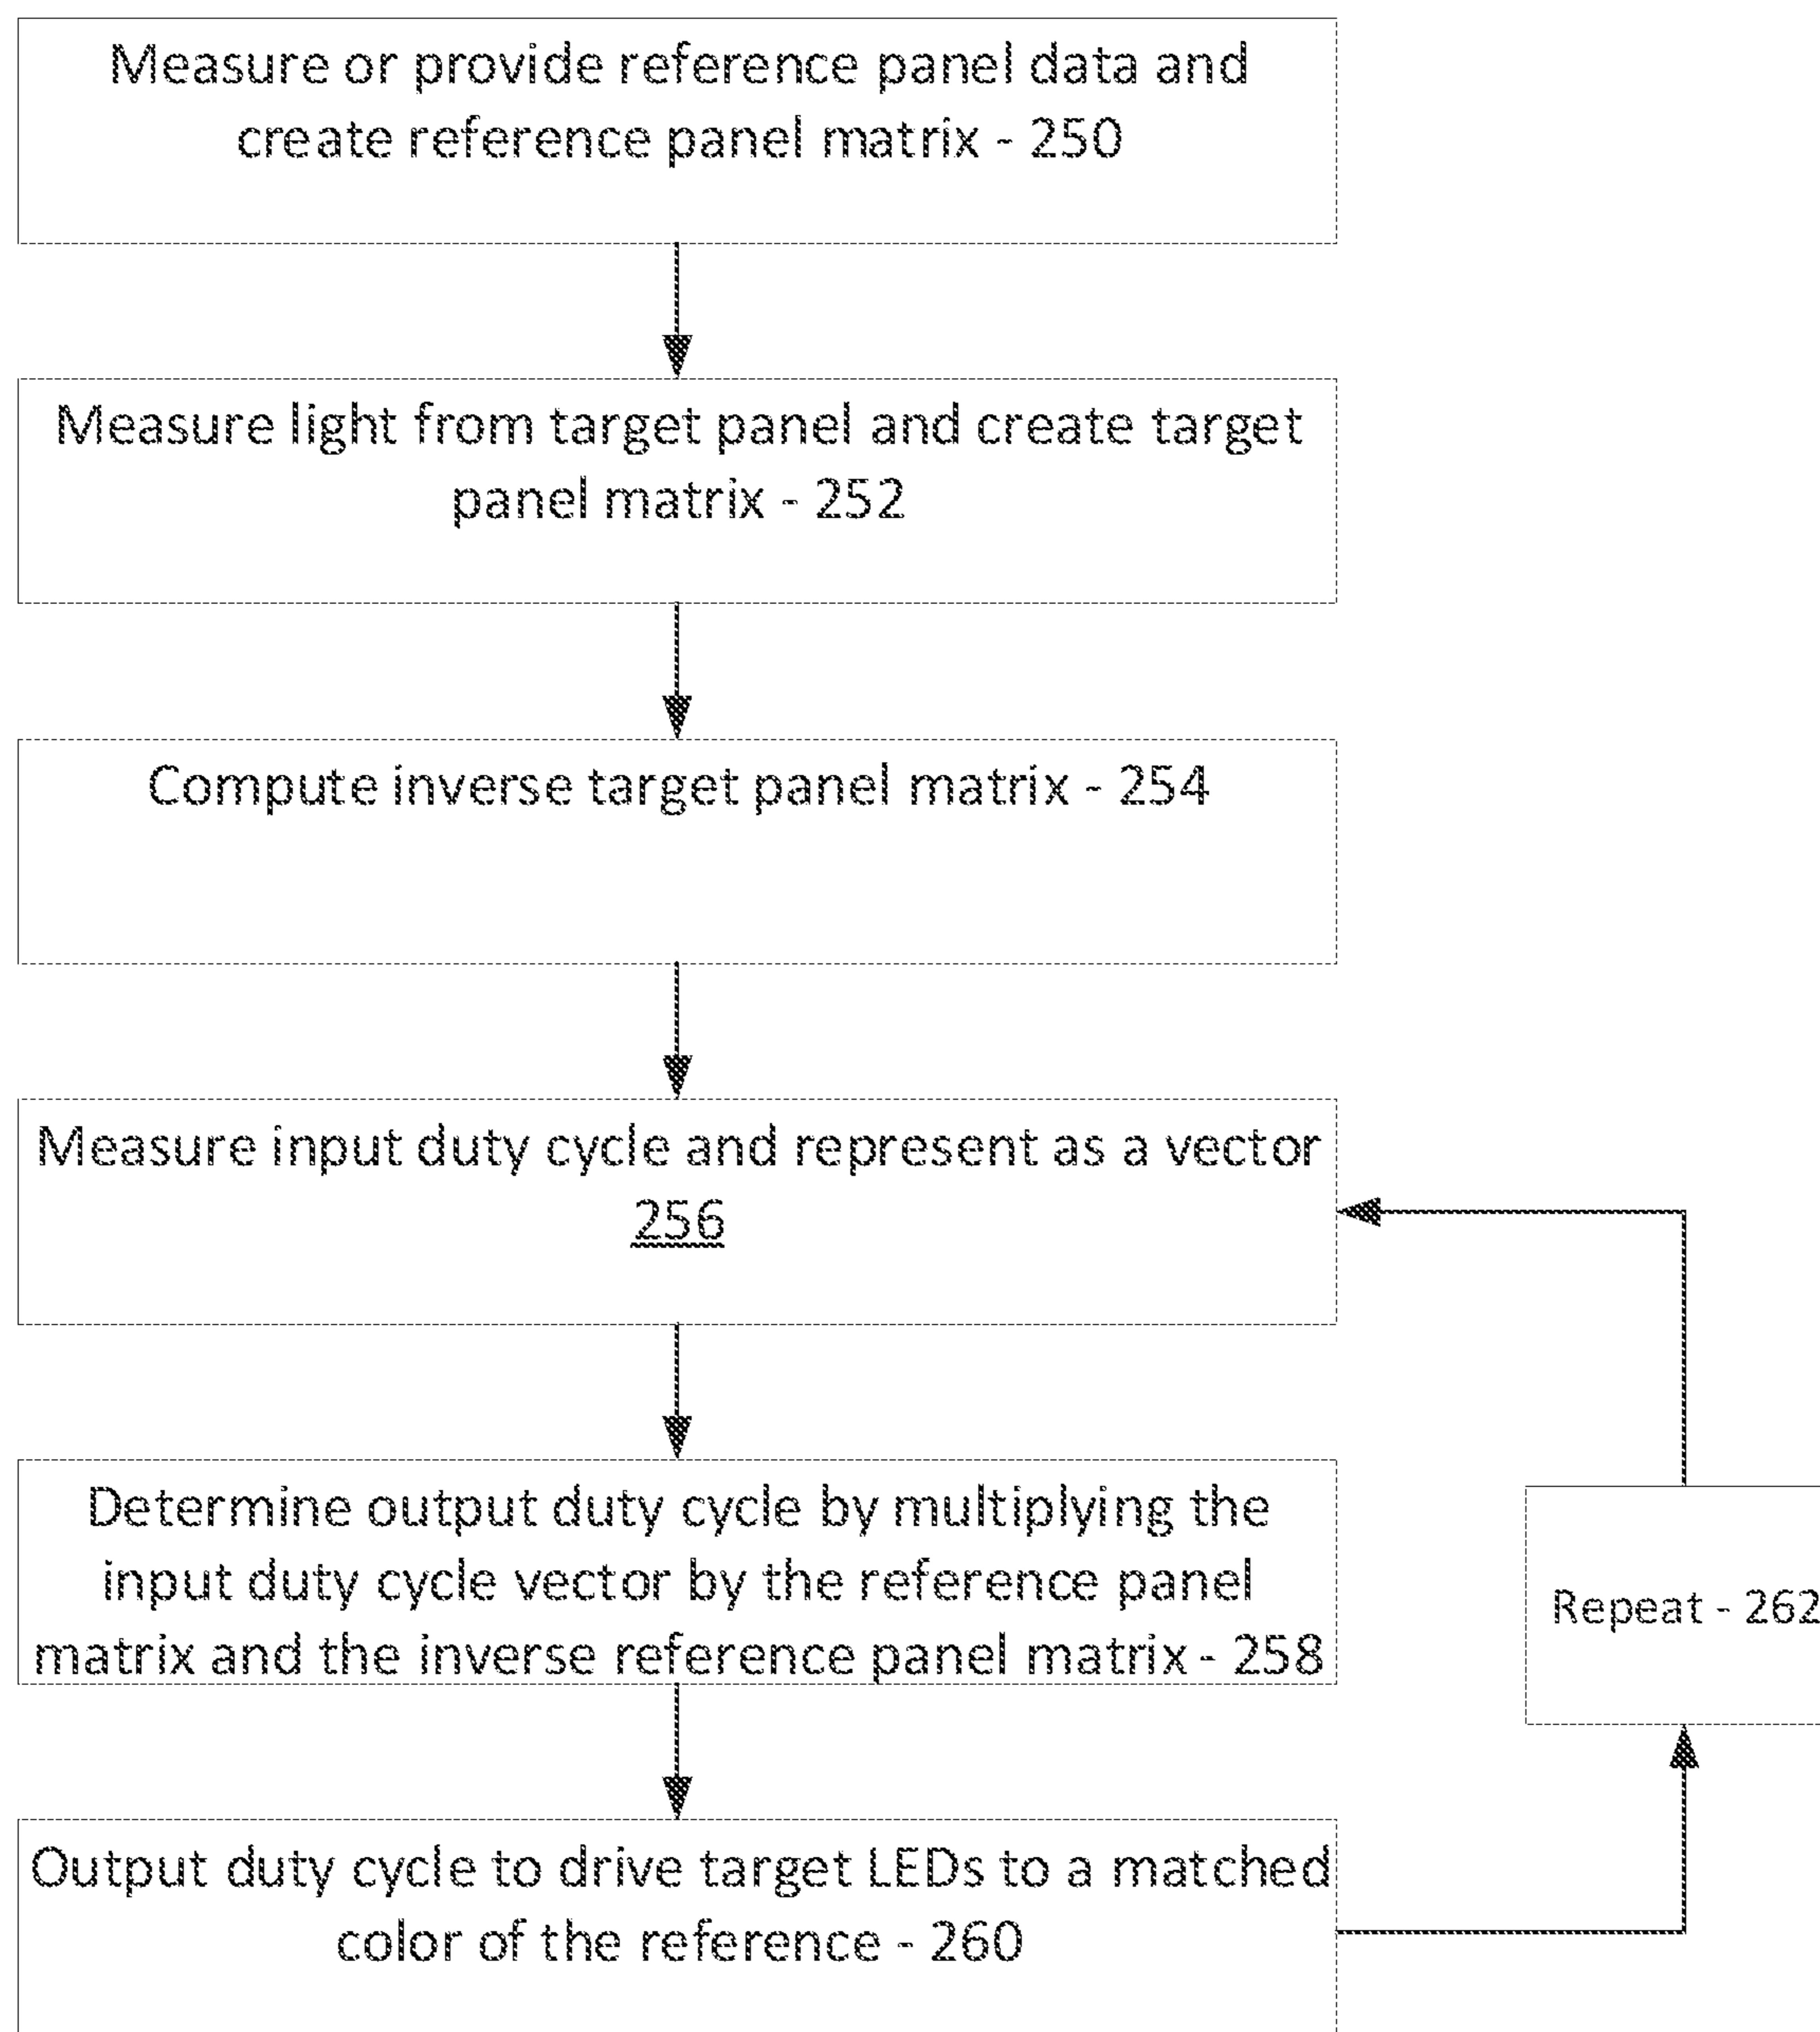 Measure or provide reference panel data and
create reference panel matrix - 250
Measure light from target panel and create target
panel matrix - 252
Compute inverse target panel matrix - 254
Measure input duty cycle and represent as a vector
256
Determine output duty cycle by multiplying the
input duty cycle vector by the reference panel
matrix and the inverse reference panel matrix - 258
Repeat - 262
Output duty cycle to drive target LEDs to a matched
color of the reference - 260